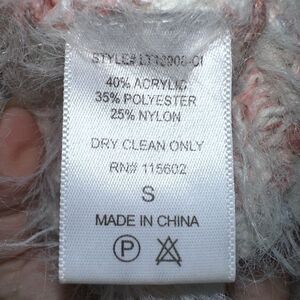 STYLE#
40% ACRYLIC
35% POLYESTER
25% NYLON
DRY CLEAN ONLY
RN# 115602
S
MADE IN CHINA
P